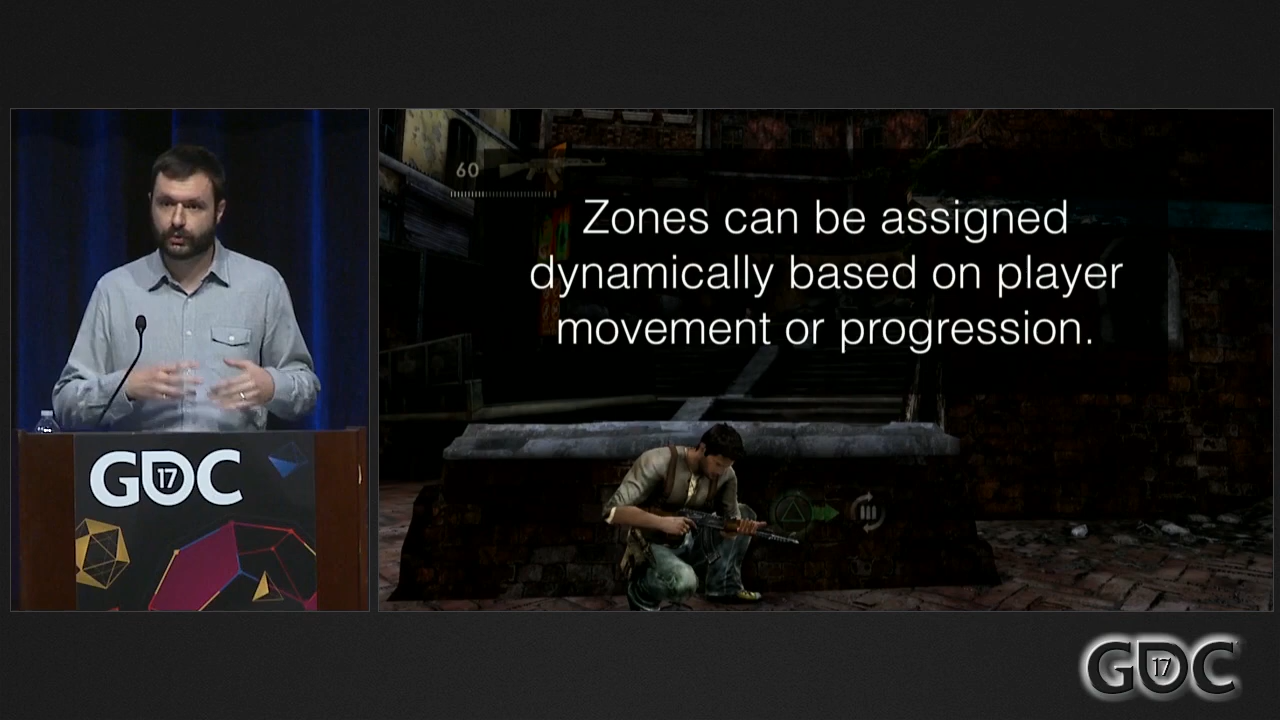 60
Zones can be assigned
dynamically based on player
movement or progression.
GDC
17
GDC
17